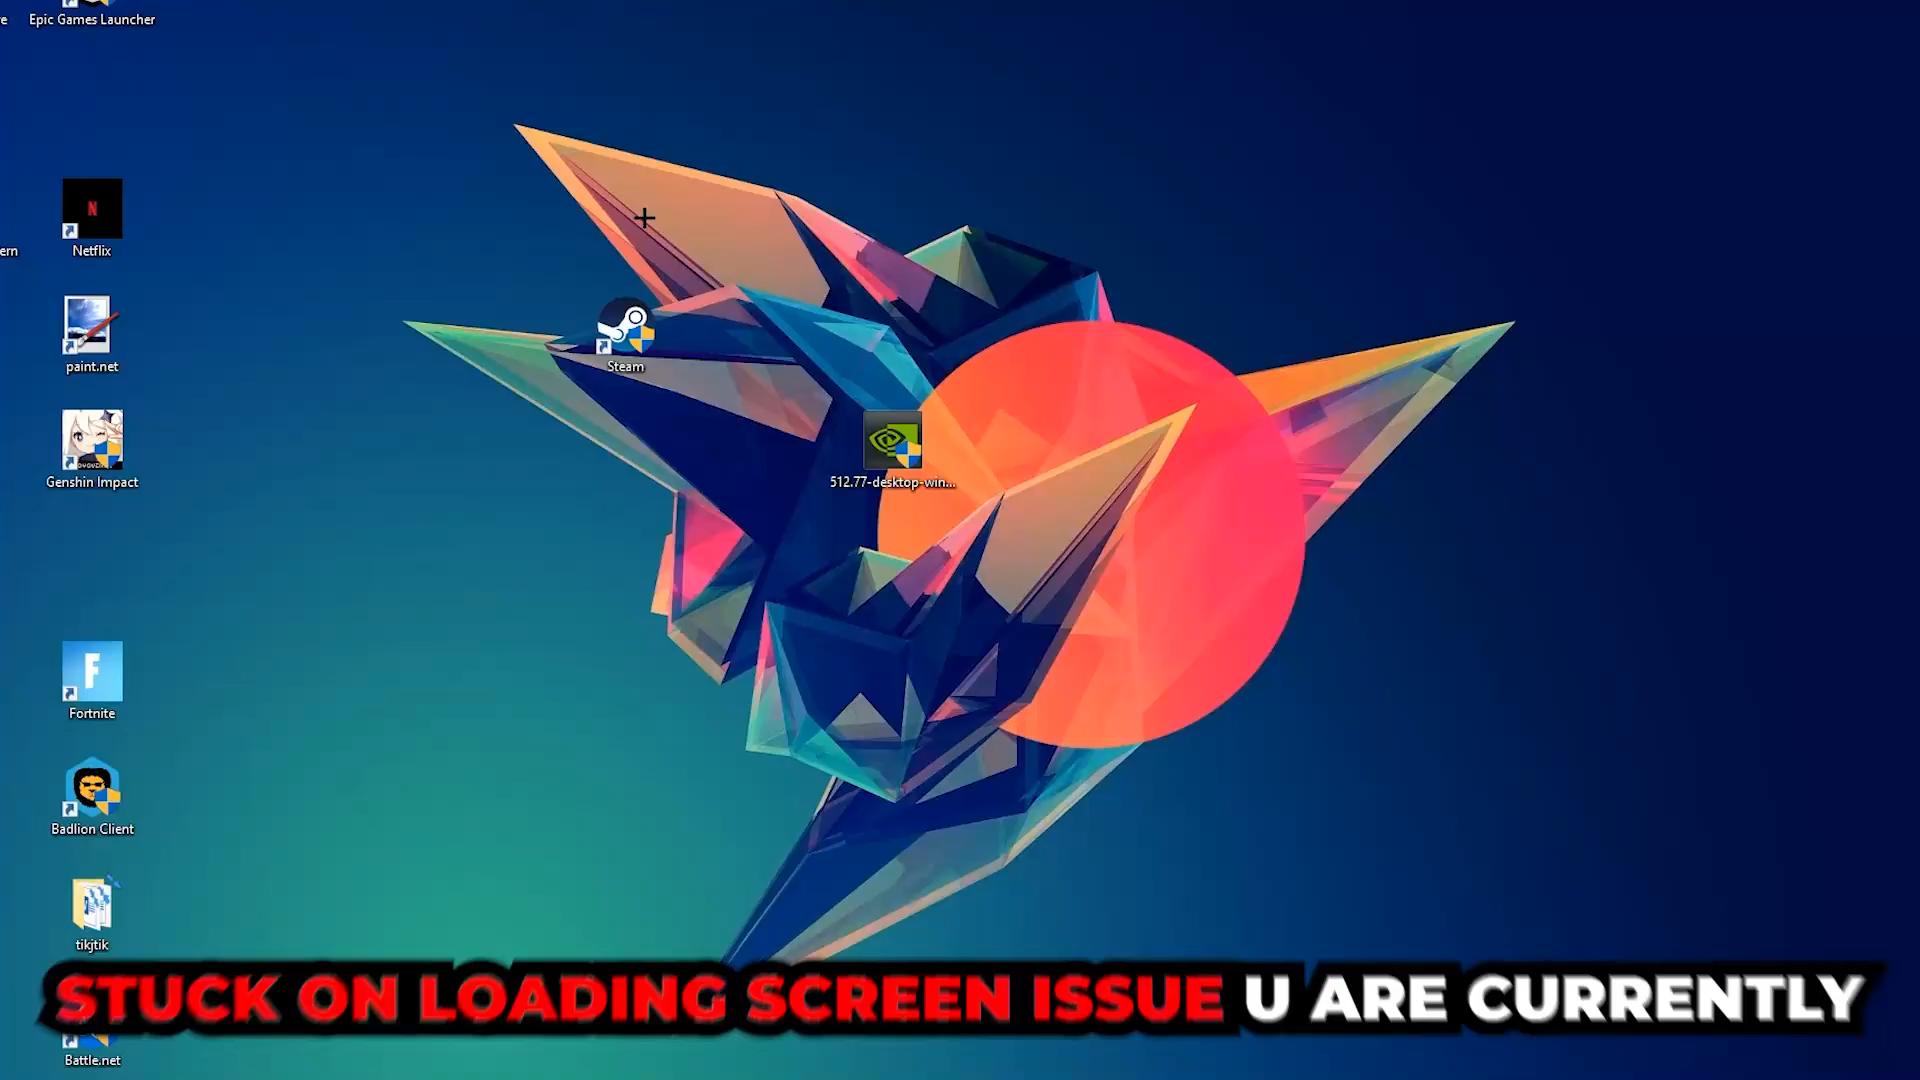 Epic Games Launcher
N
Netflix
ern
Steam
paint.net
512.77-desktop-win...
Genshin Impact
F
Fortnite
Badlion Client
tikjtik
STUCK ON LOADING SCREEN ISSUE U ARE CURRENTLY
Battle.net